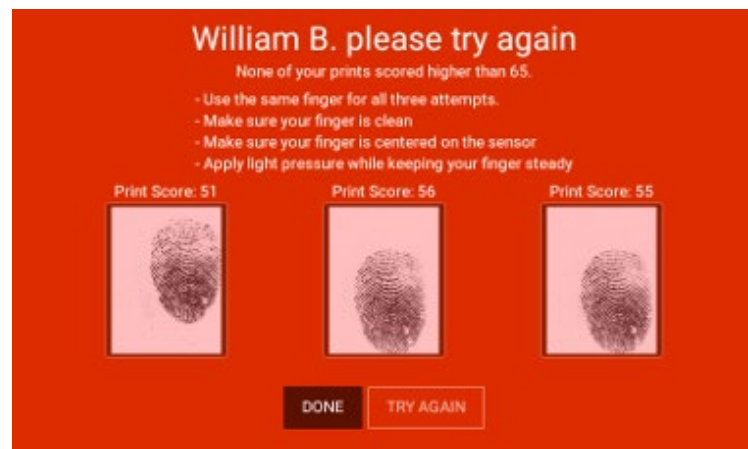 William B. please try again
None of your prints scored higher than 65.
- Use the same finger for all three attempts.
- Make sure your finger is clean
- Make sure your finger is centered on the sensor
- Apply light pressure while keeping your finger steady
Print Score: 51
Print Score: 56
Print Score: 55
DONE
TRY AGAIN